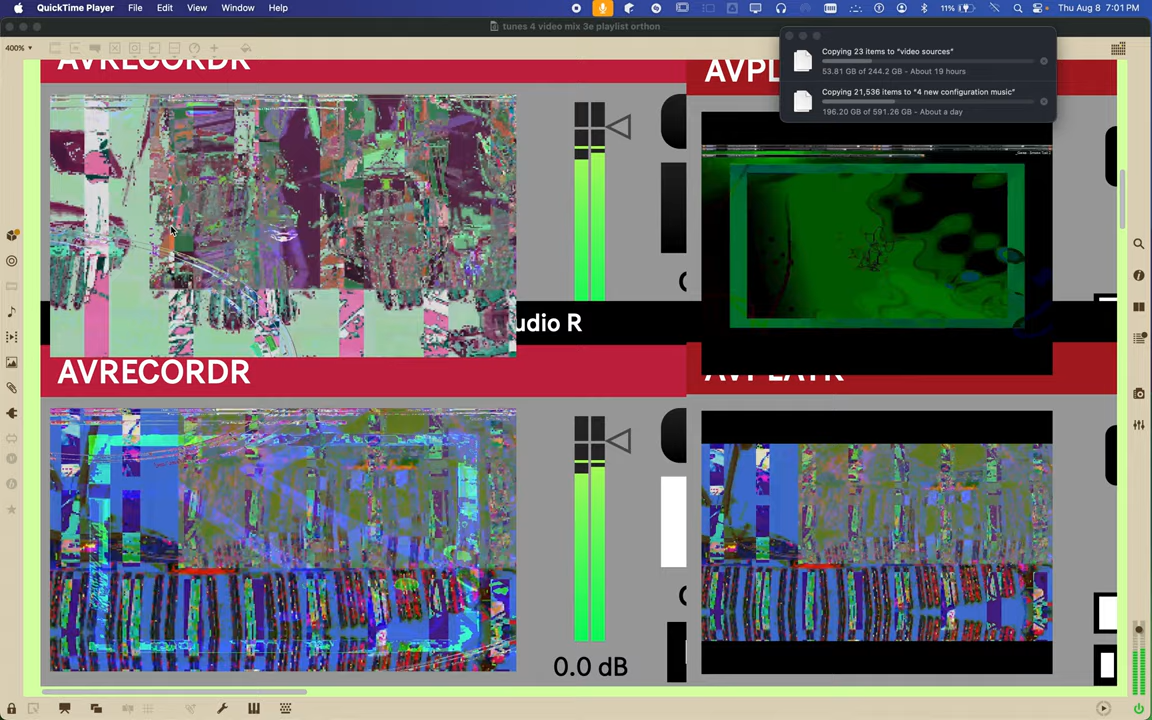 QuickTime Player File Edit View Window Help 11% Thu Aug 8 7:01 PM
tunes 4 video mix 3e playlist orthon
400%
Copying 23 items to "video sources"
53.81 GB of 244.2 GB - About 19 hours
Copying 21,536 items to "4 new configuration music"
196.20 GB of 591.26 GB - About a day
AVRECORDR
AVPL
udio R
AVRECORDR
AVPLAYR
0.0 dB